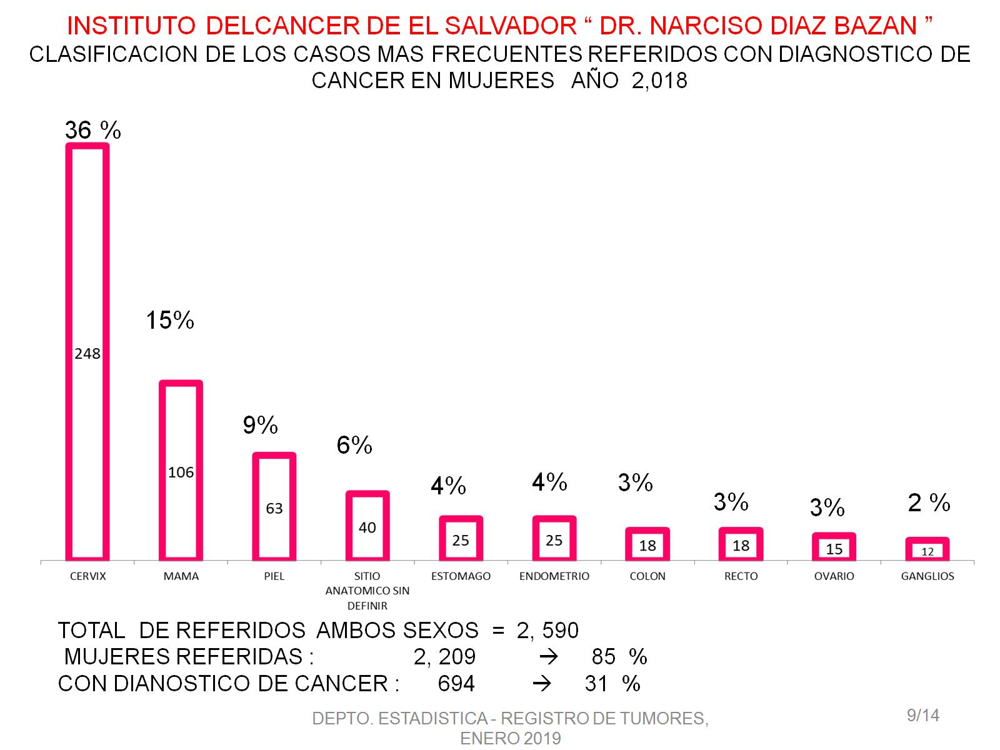 INSTITUTO DELCANCER DE EL SALVADOR “ DR. NARCISO DIAZ BAZAN ”
CLASIFICACION DE LOS CASOS MAS FRECUENTES REFERIDOS CON DIAGNOSTICO DE
CANCER EN MUJERES AÑO 2,018
36 %
15%
9%
6%
4%
4%
3%
3%
3%
2 %
248
106
63
40
25
25
18
18
15
12
CERVIX
MAMA
PIEL
SITIO
ANATOMICO SIN
DEFINIR
ESTOMAGO
ENDOMETRIO
COLON
RECTO
OVARIO
GANGLIOS
TOTAL DE REFERIDOS AMBOS SEXOS = 2, 590
MUJERES REFERIDAS : 2, 209 → 85 %
CON DIANOSTICO DE CANCER : 694 → 31 %
DEPTO. ESTADISTICA - REGISTRO DE TUMORES,
ENERO 2019
9/14